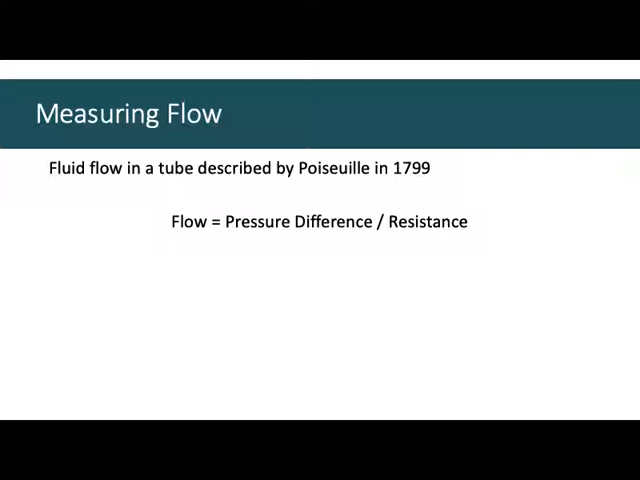 Measuring Flow
Fluid flow in a tube described by Poiseuille in 1799
Flow = Pressure Difference / Resistance